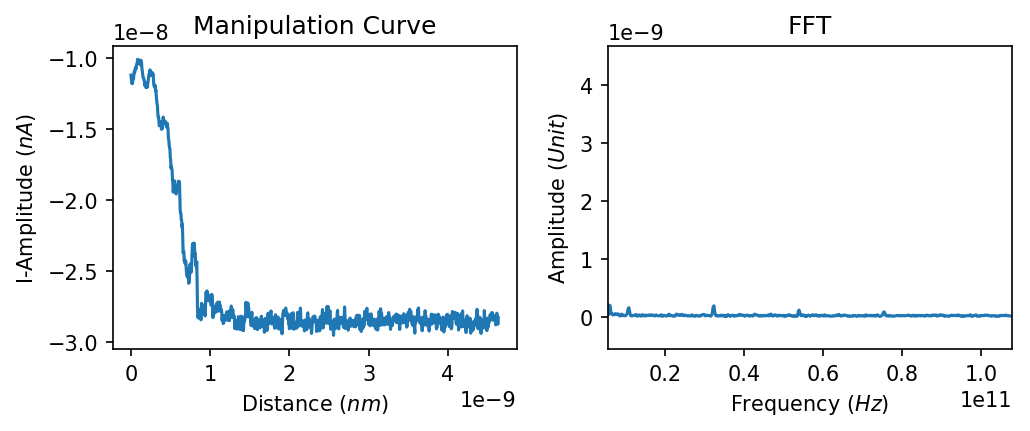 Manipulation Curve
1e−8
−1.0
−1.5
−2.0
−2.5
−3.0
I-Amplitude (nA)
0 1 2 3 4
1e−9
Distance (nm)
FFT
1e−9
4
3
2
1
0
Amplitude (Unit)
0.2 0.4 0.6 0.8 1.0
1e11
Frequency (Hz)